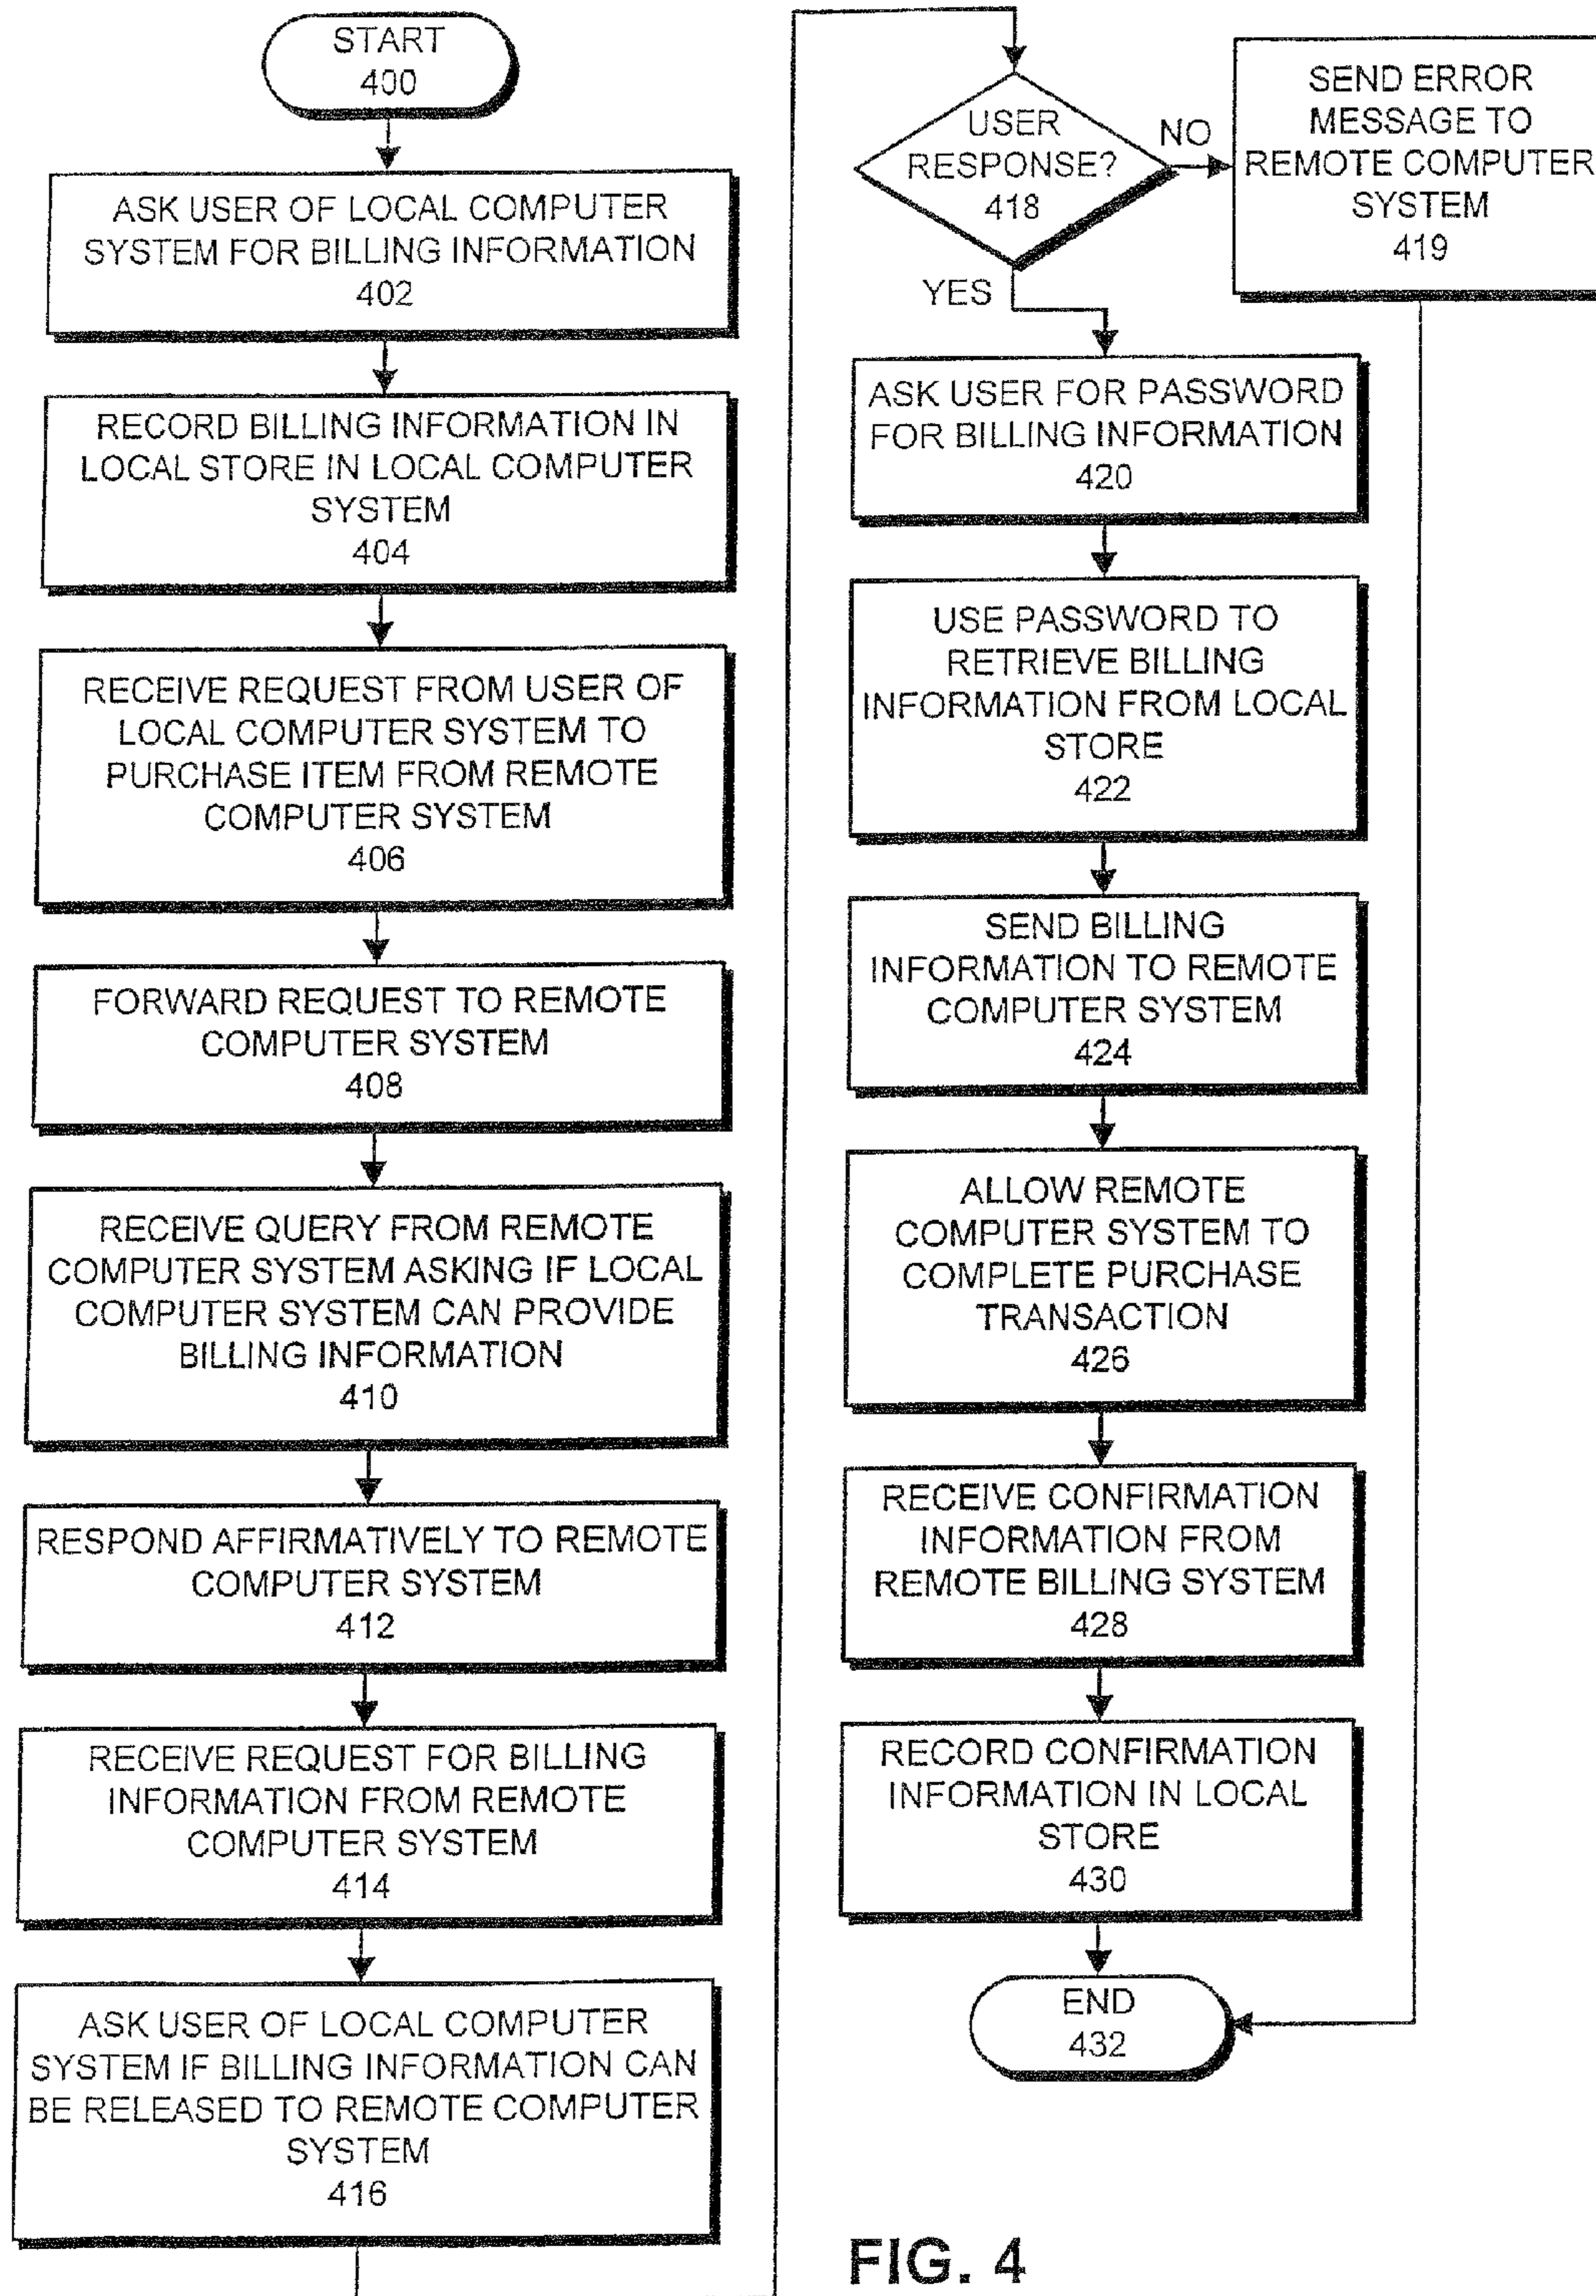 START
400
ASK USER OF LOCAL COMPUTER
SYSTEM FOR BILLING INFORMATION
402
RECORD BILLING INFORMATION IN
LOCAL STORE IN LOCAL COMPUTER
SYSTEM
404
RECEIVE REQUEST FROM USER OF
LOCAL COMPUTER SYSTEM TO
PURCHASE ITEM FROM REMOTE
COMPUTER SYSTEM
406
FORWARD REQUEST TO REMOTE
COMPUTER SYSTEM
408
RECEIVE QUERY FROM REMOTE
COMPUTER SYSTEM ASKING IF LOCAL
COMPUTER SYSTEM CAN PROVIDE
BILLING INFORMATION
410
RESPOND AFFIRMATIVELY TO REMOTE
COMPUTER SYSTEM
412
RECEIVE REQUEST FOR BILLING
INFORMATION FROM REMOTE
COMPUTER SYSTEM
414
ASK USER OF LOCAL COMPUTER
SYSTEM IF BILLING INFORMATION CAN
BE RELEASED TO REMOTE COMPUTER
SYSTEM
416
USER
RESPONSE?
418
NO
SEND ERROR
MESSAGE TO
REMOTE COMPUTER
SYSTEM
419
YES
ASK USER FOR PASSWORD
FOR BILLING INFORMATION
420
USE PASSWORD TO
RETRIEVE BILLING
INFORMATION FROM LOCAL
STORE
422
SEND BILLING
INFORMATION TO REMOTE
COMPUTER SYSTEM
424
ALLOW REMOTE
COMPUTER SYSTEM TO
COMPLETE PURCHASE
TRANSACTION
426
RECEIVE CONFIRMATION
INFORMATION FROM
REMOTE BILLING SYSTEM
428
RECORD CONFIRMATION
INFORMATION IN LOCAL
STORE
430
END
432
FIG. 4